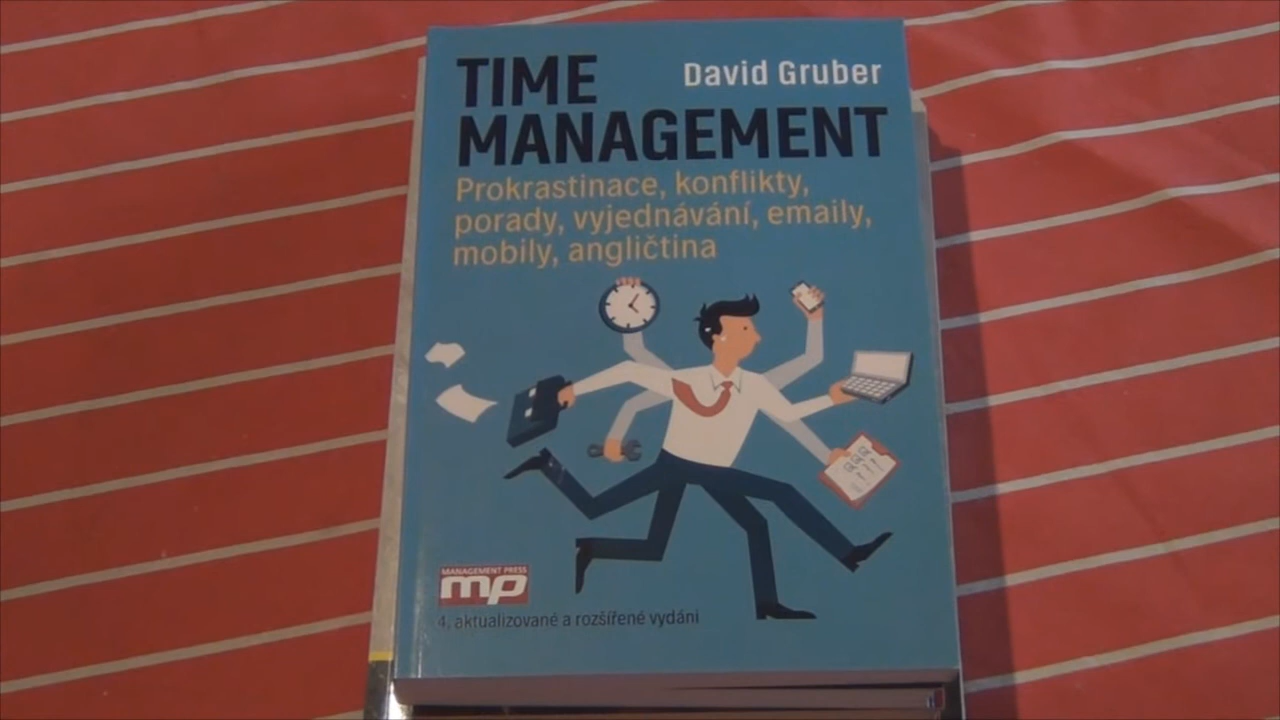 TIME
David Gruber
MANAGEMENT
Prokrastinace, konflikty,
porady, vyjednávání, emaily,
mobily, angličtina
MANAGEMENT PRESS
mp
4. aktualizované a rozšířené vydání